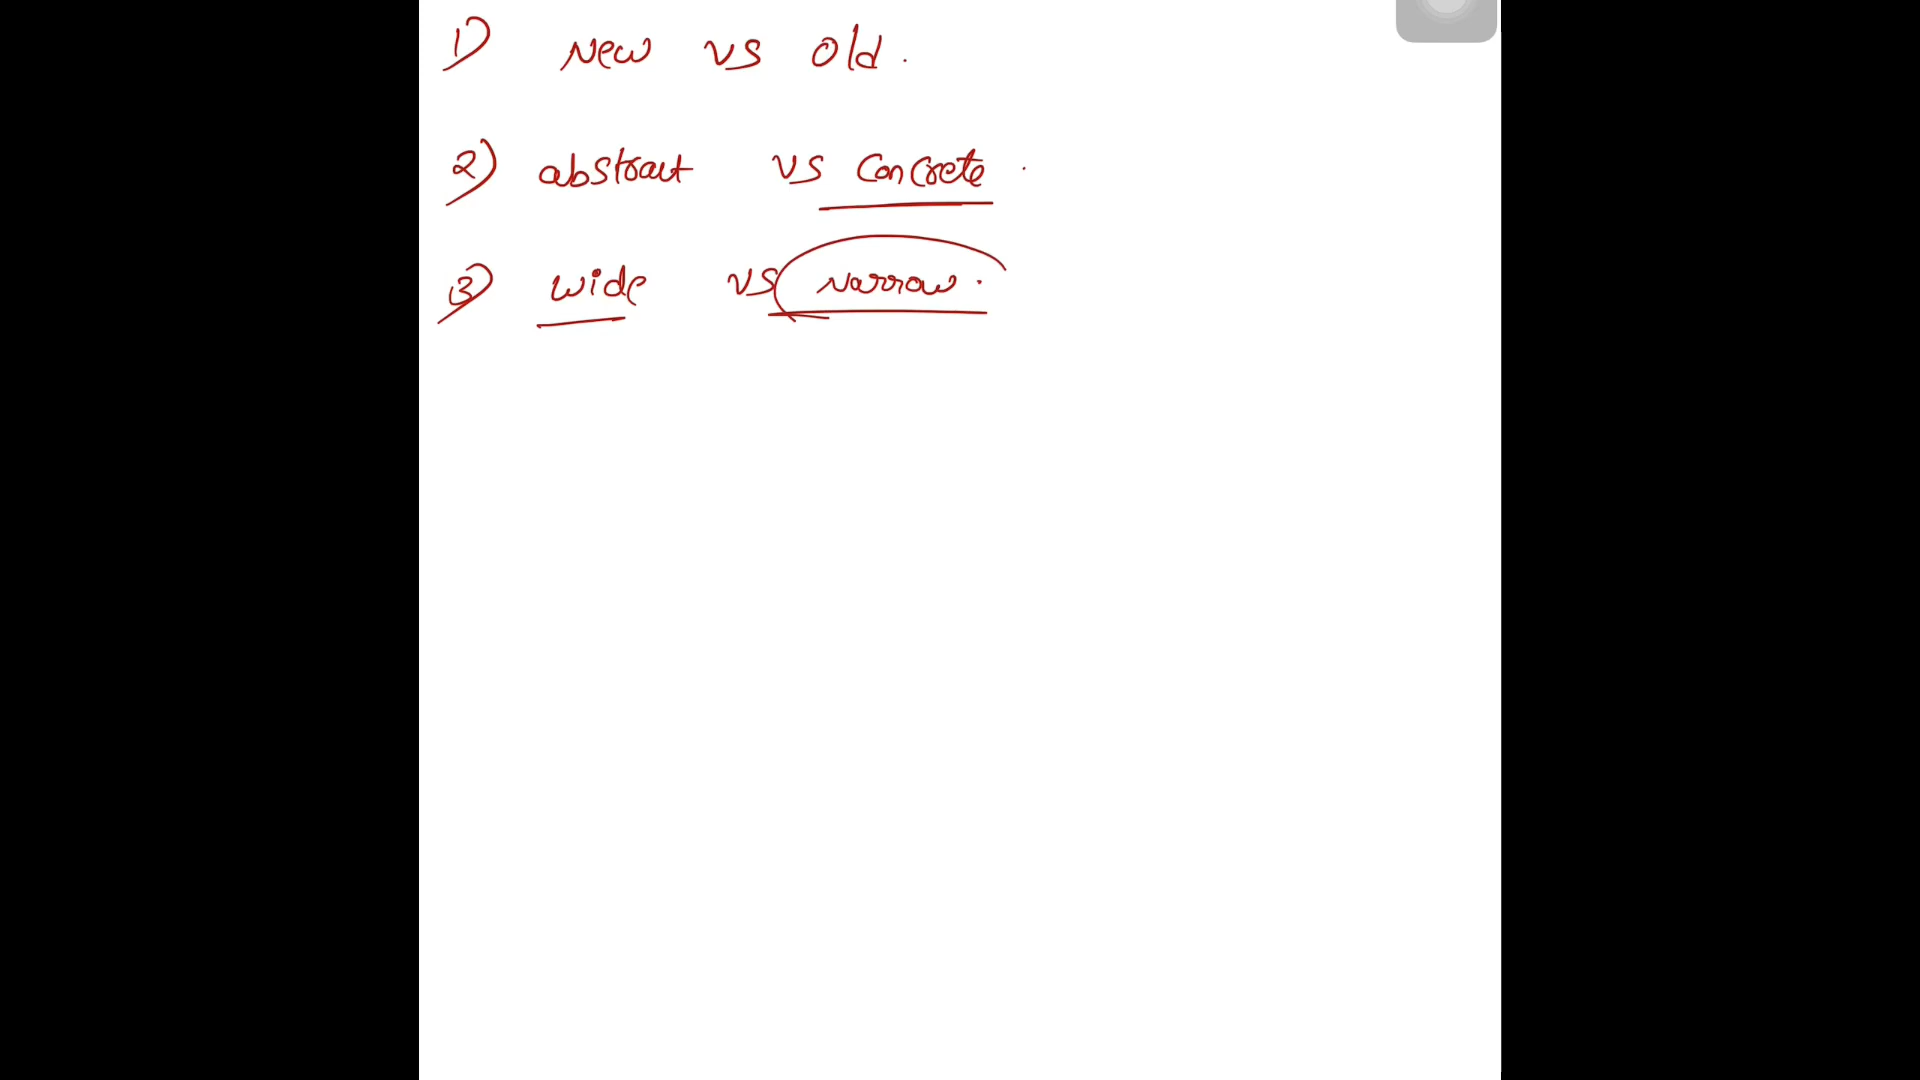 1) New vs Old.
2) abstract vs Concrete.
3) wide vs Narrow.